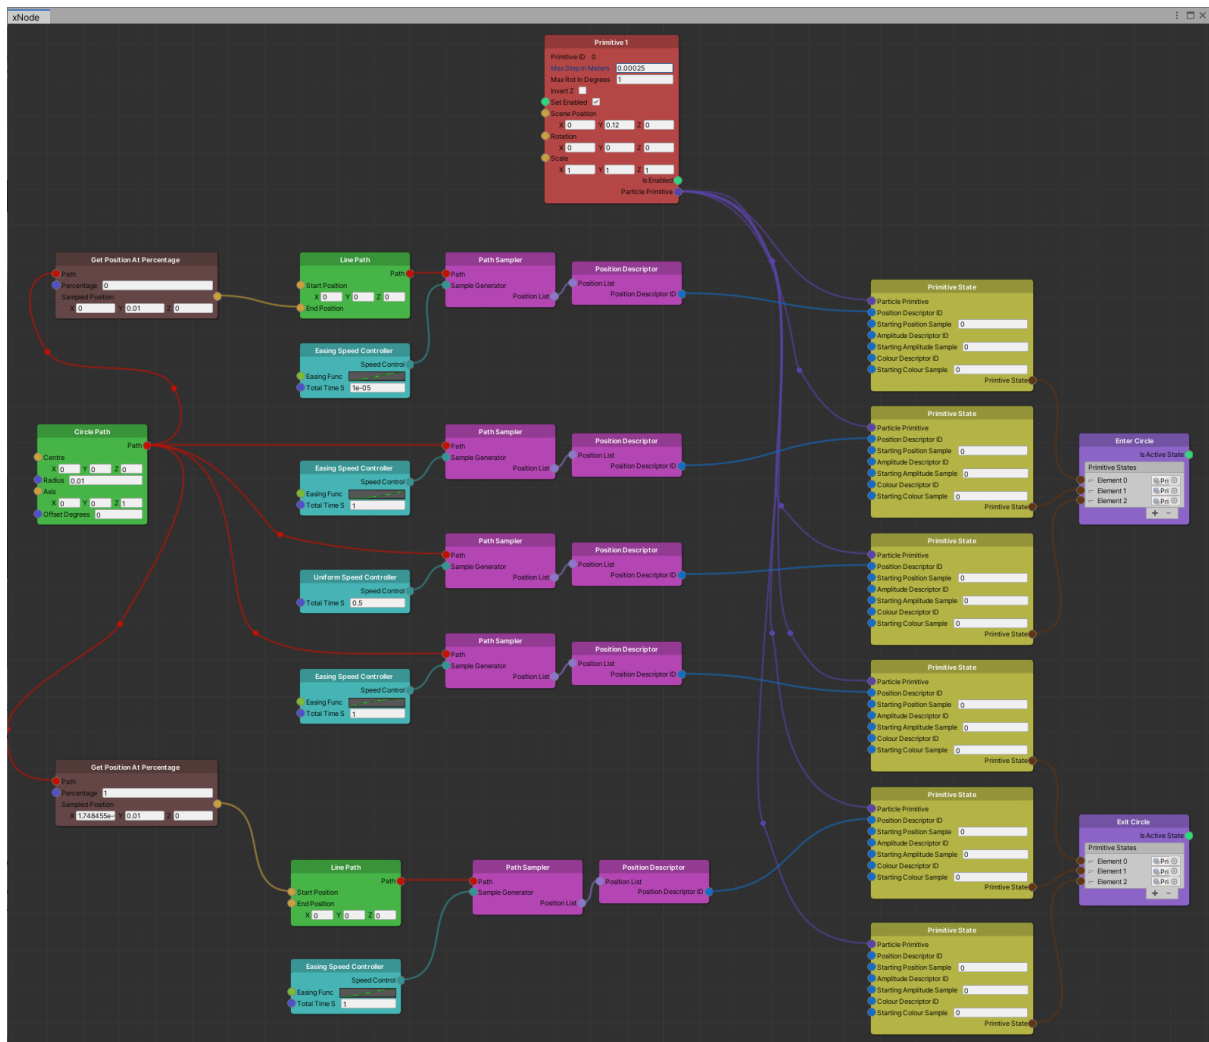 xNode
Primitive 1
Primitive ID 0
Max Step In Meters 0.00025
Max Rot In Degrees 1
Invert Z
Set Enabled
Scene Position
X 0 Y 0.12 Z 0
Rotation
X 0 Y 0 Z 0
Scale
X 1 Y 1 Z 1
Is Enabled
Particle Primitive
Get Position At Percentage
Path
Percentage 0
Sampled Position
X 0 Y 0.01 Z 0
Line Path
Path
Start Position
X 0 Y 0 Z 0
End Position
Path Sampler
Path
Sample Generator
Position List
Position Descriptor
Position List
Position Descriptor ID
Easing Speed Controller
Speed Control
Easing Func
Total Time S 1e-05
Primitive State
Particle Primitive
Position Descriptor ID
Starting Position Sample 0
Amplitude Descriptor ID
Starting Amplitude Sample 0
Colour Descriptor ID
Starting Colour Sample 0
Primitive State
Circle Path
Path
Centre
X 0 Y 0 Z 0
Radius 0.01
Axis
X 0 Y 0 Z 1
Offset Degrees 0
Path Sampler
Path
Sample Generator
Position List
Position Descriptor
Position List
Position Descriptor ID
Easing Speed Controller
Speed Control
Easing Func
Total Time S 1
Primitive State
Particle Primitive
Position Descriptor ID
Starting Position Sample 0
Amplitude Descriptor ID
Starting Amplitude Sample 0
Colour Descriptor ID
Starting Colour Sample 0
Primitive State
Enter Circle
Is Active State
Primitive States
Element 0 Pri
Element 1 Pri
Element 2 Pri
+ −
Path Sampler
Path
Sample Generator
Position List
Position Descriptor
Position List
Position Descriptor ID
Uniform Speed Controller
Speed Control
Total Time S 0.5
Primitive State
Particle Primitive
Position Descriptor ID
Starting Position Sample 0
Amplitude Descriptor ID
Starting Amplitude Sample 0
Colour Descriptor ID
Starting Colour Sample 0
Primitive State
Path Sampler
Path
Sample Generator
Position List
Position Descriptor
Position List
Position Descriptor ID
Easing Speed Controller
Speed Control
Easing Func
Total Time S 1
Primitive State
Particle Primitive
Position Descriptor ID
Starting Position Sample 0
Amplitude Descriptor ID
Starting Amplitude Sample 0
Colour Descriptor ID
Starting Colour Sample 0
Primitive State
Get Position At Percentage
Path
Percentage 1
Sampled Position
X 1.748455e- Y 0.01 Z 0
Line Path
Path
Start Position
End Position
X 0 Y 0 Z 0
Path Sampler
Path
Sample Generator
Position List
Position Descriptor
Position List
Position Descriptor ID
Easing Speed Controller
Speed Control
Easing Func
Total Time S 1
Primitive State
Particle Primitive
Position Descriptor ID
Starting Position Sample 0
Amplitude Descriptor ID
Starting Amplitude Sample 0
Colour Descriptor ID
Starting Colour Sample 0
Primitive State
Exit Circle
Is Active State
Primitive States
Element 0 Pri
Element 1 Pri
Element 2 Pri
+ −
Primitive State
Particle Primitive
Position Descriptor ID
Starting Position Sample 0
Amplitude Descriptor ID
Starting Amplitude Sample 0
Colour Descriptor ID
Starting Colour Sample 0
Primitive State